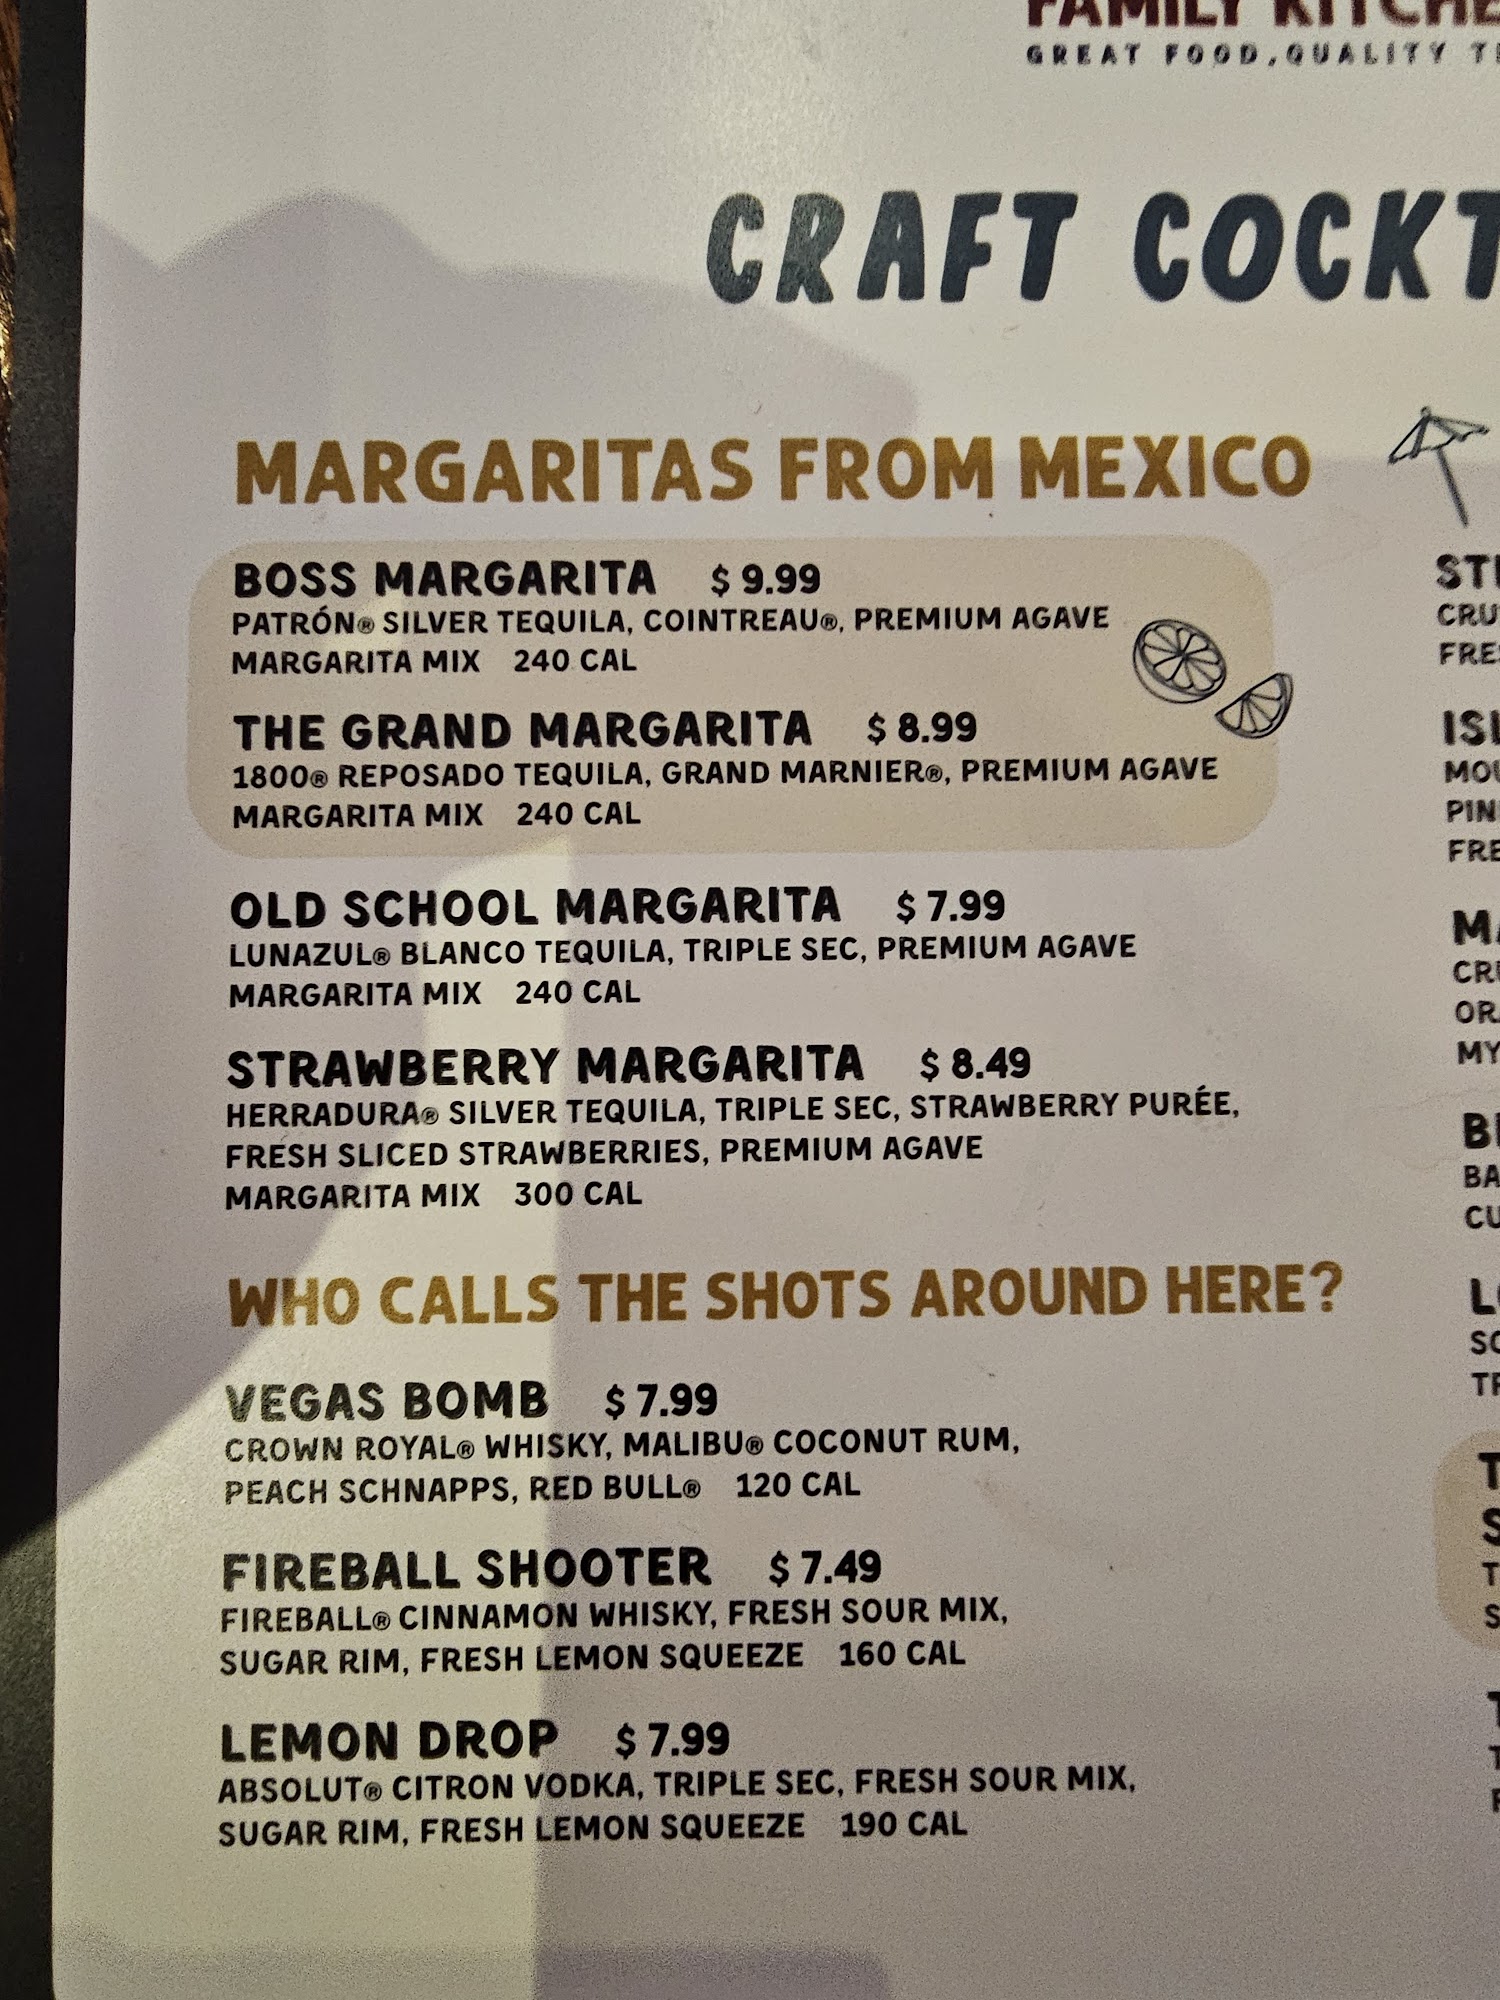 FAMILY KITCHE
GREAT FOOD, QUALITY
CRAFT COCKT
MARGARITAS FROM MEXICO
BOSS MARGARITA $ 9.99
PATRÓN® SILVER TEQUILA, COINTREAU®, PREMIUM AGAVE
MARGARITA MIX 240 CAL
THE GRAND MARGARITA $ 8.99
1800® REPOSADO TEQUILA, GRAND MARNIER®, PREMIUM AGAVE
MARGARITA MIX 240 CAL
OLD SCHOOL MARGARITA $ 7.99
LUNAZUL® BLANCO TEQUILA, TRIPLE SEC, PREMIUM AGAVE
MARGARITA MIX 240 CAL
STRAWBERRY MARGARITA $ 8.49
HERRADURA® SILVER TEQUILA, TRIPLE SEC, STRAWBERRY PURÉE,
FRESH SLICED STRAWBERRIES, PREMIUM AGAVE
MARGARITA MIX 300 CAL
WHO CALLS THE SHOTS AROUND HERE?
VEGAS BOMB $ 7.99
CROWN ROYAL® WHISKY, MALIBU® COCONUT RUM,
PEACH SCHNAPPS, RED BULL® 120 CAL
FIREBALL SHOOTER $ 7.49
FIREBALL® CINNAMON WHISKY, FRESH SOUR MIX,
SUGAR RIM, FRESH LEMON SQUEEZE 160 CAL
LEMON DROP $ 7.99
ABSOLUT® CITRON VODKA, TRIPLE SEC, FRESH SOUR MIX,
SUGAR RIM, FRESH LEMON SQUEEZE 190 CAL